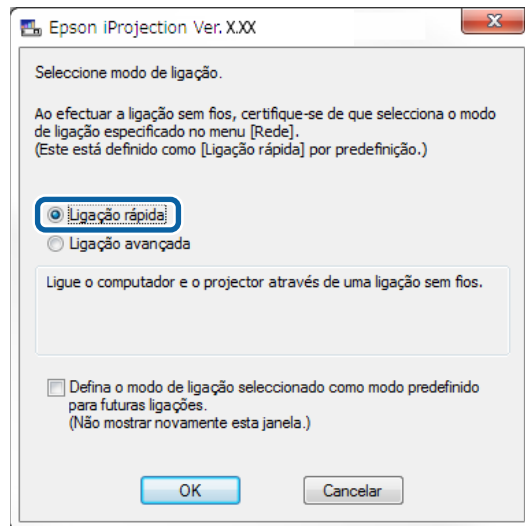 Epson iProjection Ver. X.XX
Seleccione modo de ligação.
Ao efectuar a ligação sem fios, certifique-se de que selecciona o modo
de ligação especificado no menu [Rede].
(Este está definido como [Ligação rápida] por predefinição.)
Ligação rápida
Ligação avançada
Ligue o computador e o projector através de uma ligação sem fios.
Defina o modo de ligação seleccionado como modo predefinido
para futuras ligações.
(Não mostrar novamente esta janela.)
OK Cancelar